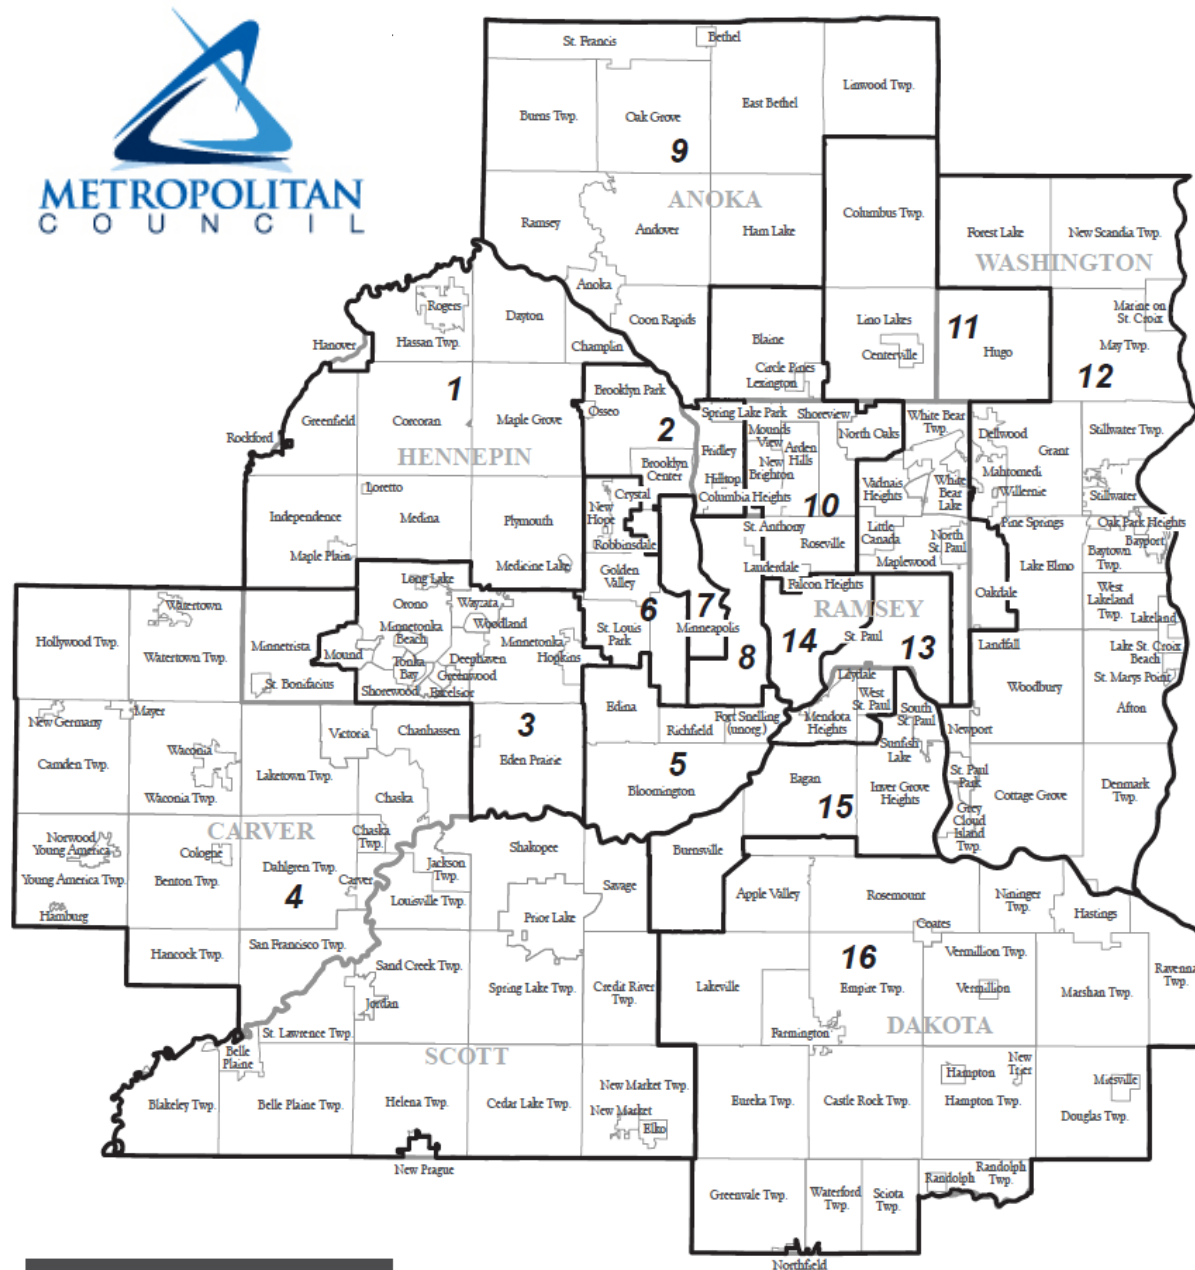 METROPOLITAN
COUNCIL
St. Francis
Bethel
Linwood Twp.
Burns Twp.
Oak Grove
East Bethel
9
ANOKA
Ramsey
Andover
Ham Lake
Columbus Twp.
Forest Lake
New Scandia Twp.
WASHINGTON
Anoka
Rogers
Dayton
Coon Rapids
Hassan Twp.
Champlin
Hanover
Blaine
Lino Lakes
Centerville
11
Hugo
Marine on
St. Croix
May Twp.
12
Circle Pines
Lexington
1
Brooklyn Park
Osseo
Greenfield
Corcoran
Maple Grove
2
Spring Lake Park
Shoreview
White Bear
Twp.
North Oaks
Mounds
View
Arden
Hills
Dellwood
Grant
Stillwater Twp.
Rockford
HENNEPIN
Fridley
New
Brighton
Hilltop
Columbia Heights
Brooklyn
Center
10
Vadnais
Heights
White
Bear
Lake
Mahtomedi
Willernie
Stillwater
Loretto
Crystal
New
Hope
Robbinsdale
Independence
Medina
Plymouth
St. Anthony
Roseville
Little
Canada
North
St. Paul
Maplewood
Pine Springs
Oak Park Heights
Bayport
Baytown
Twp.
Maple Plain
Medicine Lake
Golden
Valley
Lauderdale
Falcon Heights
Lake Elmo
Oakdale
West
Lakeland
Twp.
Lakeland
Long Lake
Orono
Wayzata
Woodland
Minnetonka
Beach
6
7
Minneapolis
8
RAMSEY
14
St. Paul
13
Landfall
Lake St. Croix
Beach
St. Marys Point
Hollywood Twp.
Watertown
Watertown Twp.
Minnetrista
Mound
St. Bonifacius
Tonka
Bay
Deephaven
Greenwood
Shorewood
Excelsior
Minnetonka
Hopkins
St. Louis
Park
Lilydale
West
St. Paul
Woodbury
Afton
New Germany
Mayer
Victoria
Chanhassen
3
Edina
Richfield
Fort Snelling
(unorg.)
Mendota
Heights
South
St. Paul
Sunfish
Lake
Newport
Camden Twp.
Waconia
Waconia Twp.
Laketown Twp.
Chaska
Eden Prairie
5
Bloomington
Eagan
15
Inver Grove
Heights
St. Paul
Park
Grey
Cloud
Island
Twp.
Cottage Grove
Denmark
Twp.
CARVER
Norwood
Young America
Young America Twp.
Cologne
Benton Twp.
Dahlgren Twp.
Chaska
Twp.
Carver
4
Jackson
Twp.
Louisville Twp.
Shakopee
Savage
Burnsville
Apple Valley
Rosemount
Nininger
Twp.
Hastings
Hamburg
Prior Lake
Coates
Hancock Twp.
San Francisco Twp.
Sand Creek Twp.
Jordan
Spring Lake Twp.
Credit River
Twp.
Lakeville
16
Empire Twp.
Vermillion Twp.
Vermillion
Marshan Twp.
Ravenna
Twp.
St. Lawrence Twp.
Farmington
DAKOTA
Belle
Plaine
SCOTT
Blakeley Twp.
Belle Plaine Twp.
Helena Twp.
Cedar Lake Twp.
New Market Twp.
New Market
Elko
Eureka Twp.
Castle Rock Twp.
Hampton
New
Trier
Hampton Twp.
Miesville
Douglas Twp.
New Prague
Greenvale Twp.
Waterford
Twp.
Sciota
Twp.
Randolph
Randolph
Twp.
Northfield